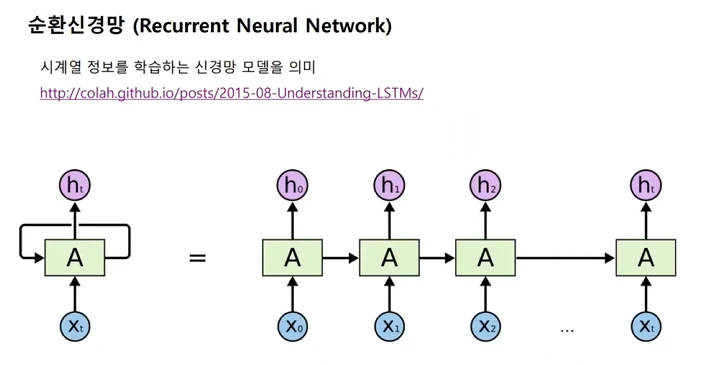 순환신경망 (Recurrent Neural Network)
시계열 정보를 학습하는 신경망 모델을 의미
http://colah.github.io/posts/2015-08-Understanding-LSTMs/
ht h0 h1 h2 ht
A = A A A A
xt x0 x1 x2 ... xt